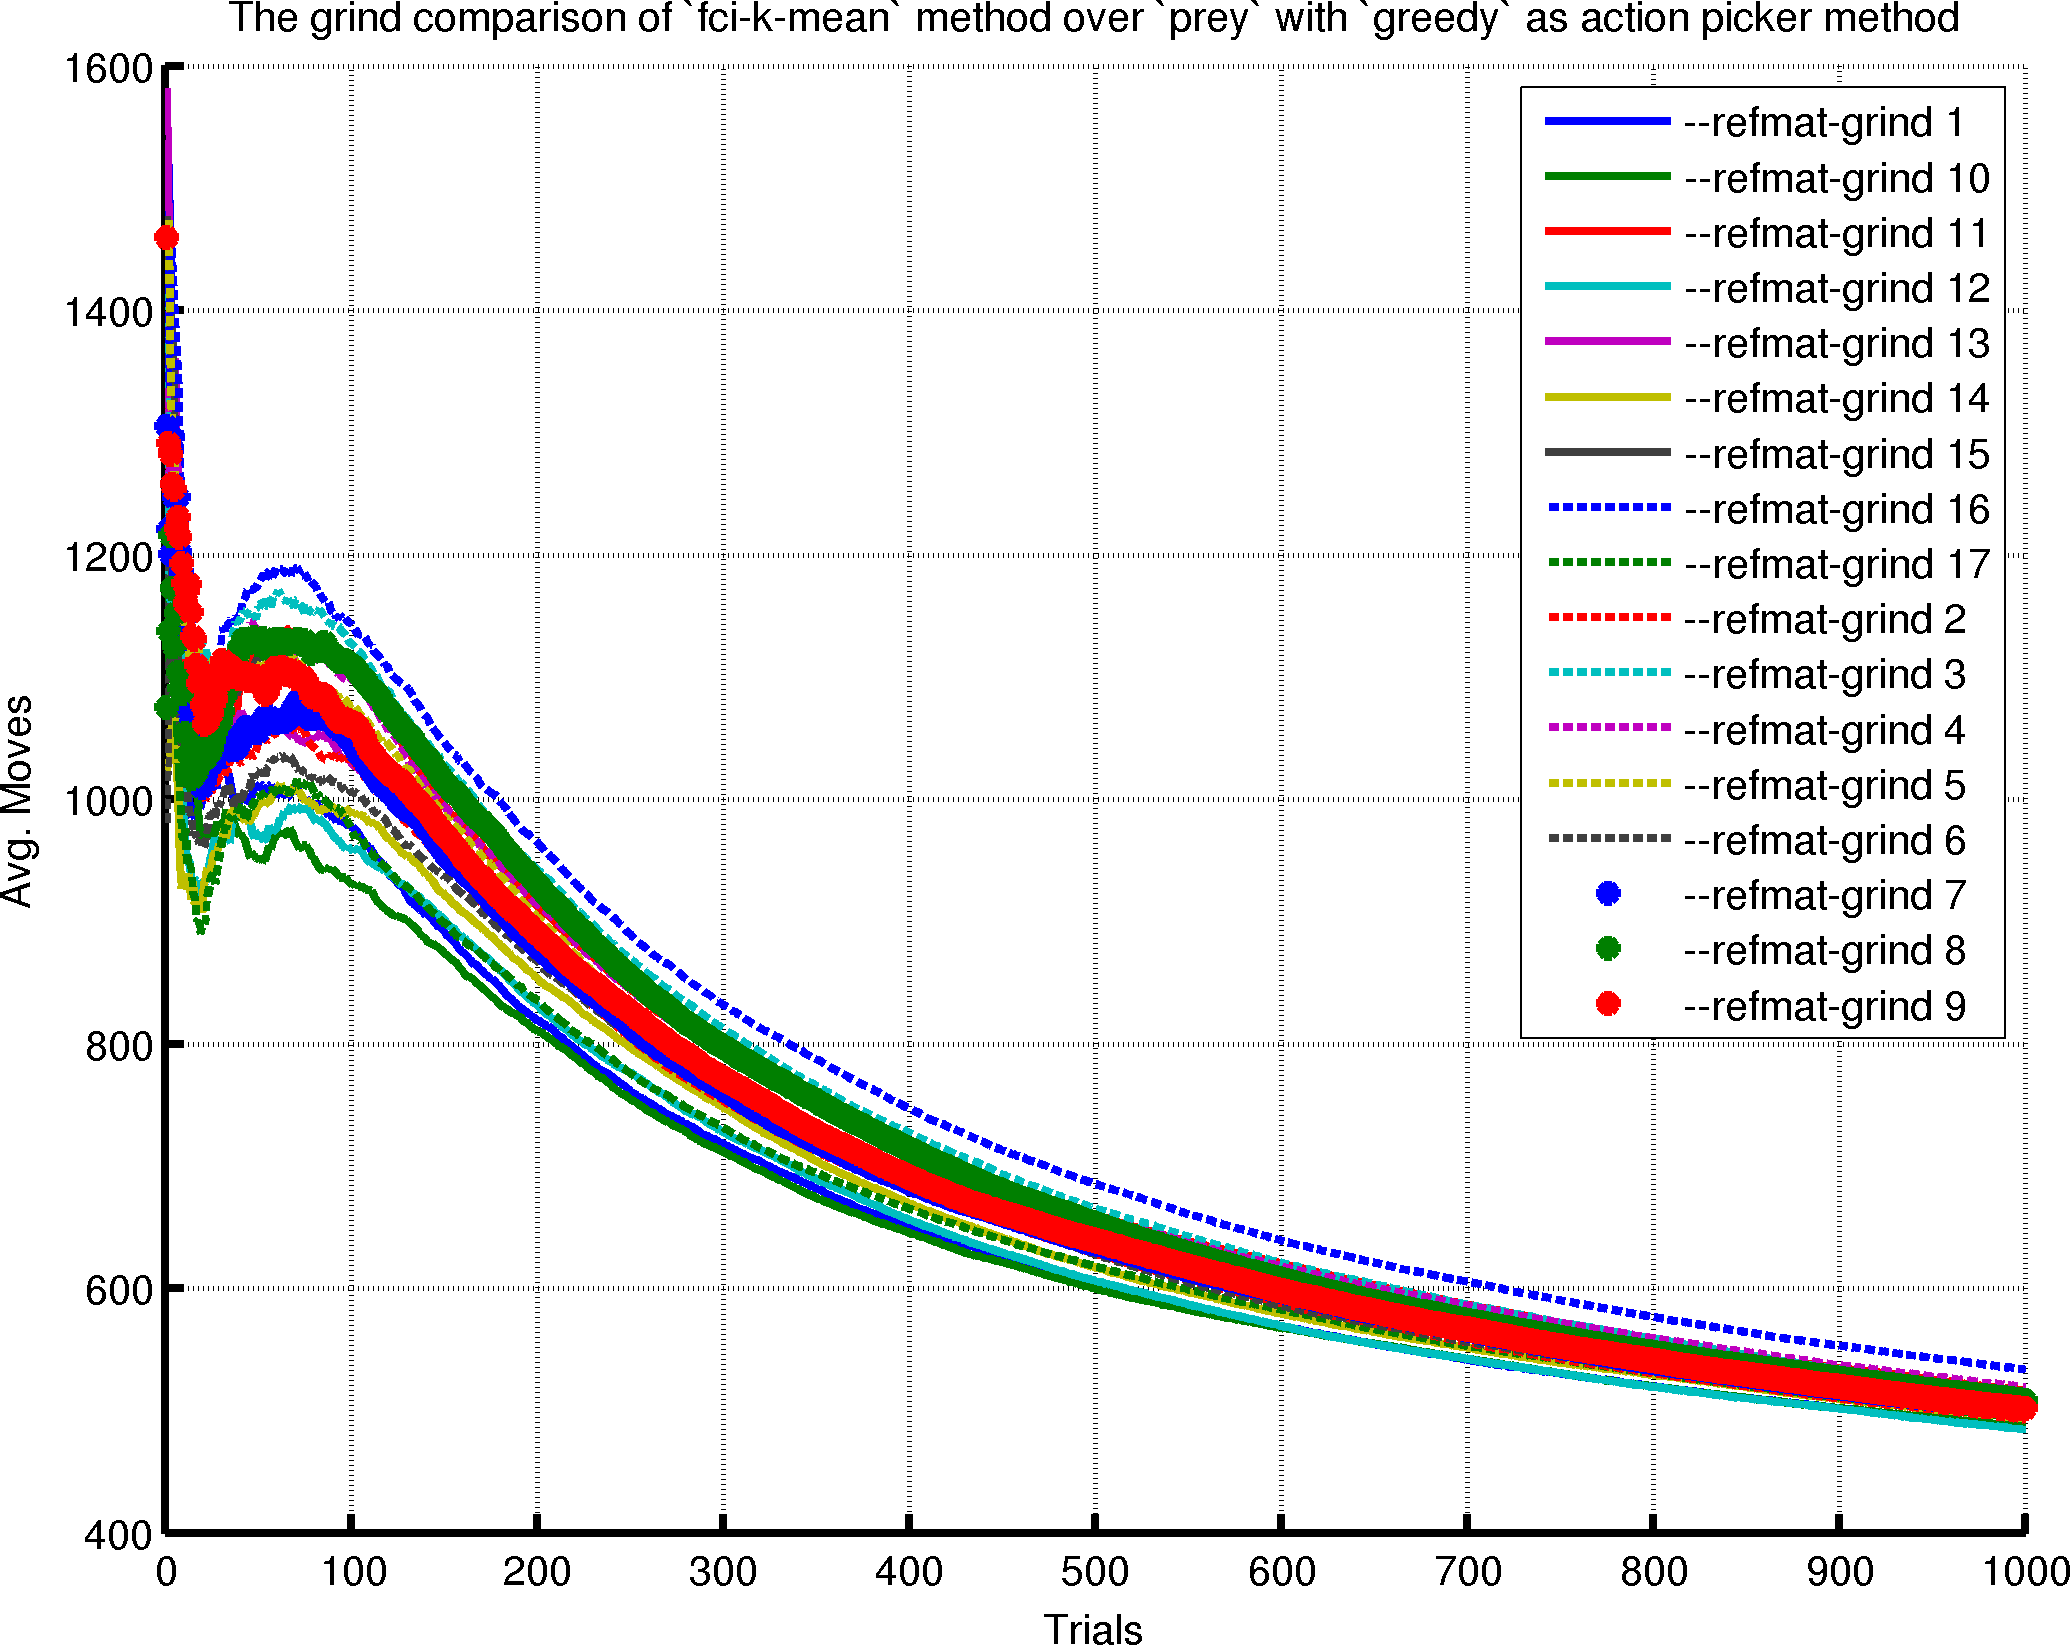 The grind comparison of `fci-k-mean` method over `prey` with `greedy` as action picker method
1600
1400
1200
1000
800
600
400
Avg. Moves
0 100 200 300 400 500 600 700 800 900 1000
Trials
--refmat-grind 1
--refmat-grind 10
--refmat-grind 11
--refmat-grind 12
--refmat-grind 13
--refmat-grind 14
--refmat-grind 15
--refmat-grind 16
--refmat-grind 17
--refmat-grind 2
--refmat-grind 3
--refmat-grind 4
--refmat-grind 5
--refmat-grind 6
--refmat-grind 7
--refmat-grind 8
--refmat-grind 9